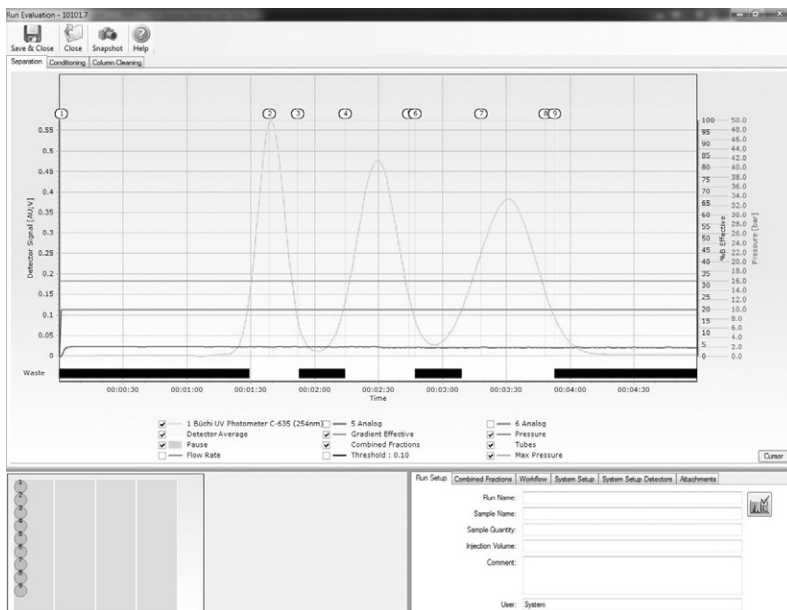 Run Evaluation - 10101.7
Save & Close Close Snapshot Help
Separation Conditioning Column Cleaning
1 2 3 4 6 7 8 9
0.55 0.5 0.45 0.4 0.35 0.3 0.25 0.2 0.15 0.1 0.05 0
Detector Signal [AU;V]
100 95 90 85 80 75 70 65 60 55 50 45 40 35 30 25 20 15 10 5 0
%B Effective
50.0 48.0 46.0 44.0 42.0 40.0 38.0 36.0 34.0 32.0 30.0 28.0 26.0 24.0 22.0 20.0 18.0 16.0 14.0 12.0 10.0 8.0 6.0 4.0 2.0 0.0
Pressure [bar]
Waste
00:00:30 00:01:00 00:01:30 00:02:00 00:02:30 00:03:00 00:03:30 00:04:00 00:04:30
Time
1 Büchi UV Photometer C-635 (254nm) 5 Analog 6 Analog
Detector Average Gradient Effective Pressure
Pause Combined Fractions Tubes
Flow Rate Threshold : 0.10 Max Pressure
Cursor
1
2
3
4
5
6
7
8
9
Run Setup Combined Fractions Workflow System Setup System Setup Detectors Attachments
Run Name:
Sample Name:
Sample Quantity:
Injection Volume:
Comment:
User: System